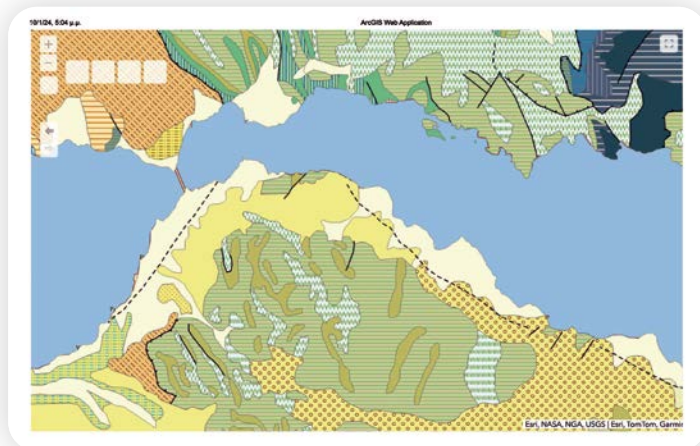 10/1/24, 5:04 μ.μ.
ArcGIS Web Application
+
−
Esri, NASA, NGA, USGS | Esri, TomTom, Garmin